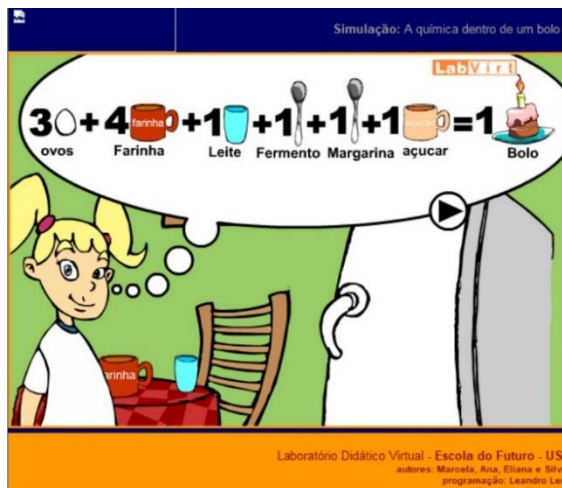 Simulação: A química dentro de um bolo
LabVirt
3 + 4 farinha + 1 + 1 + 1 + 1 açucar = 1
ovos Farinha Leite Fermento Margarina açucar Bolo
arinha
Laboratório Didático Virtual - Escola do Futuro - US
autores: Marcela, Ana, Eliana e Silv
programação: Leandro Le